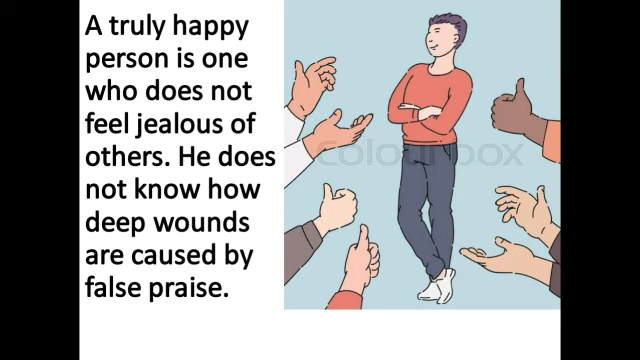 A truly happy
person is one
who does not
feel jealous of
others. He does
not know how
deep wounds
are caused by
false praise.
colourbox